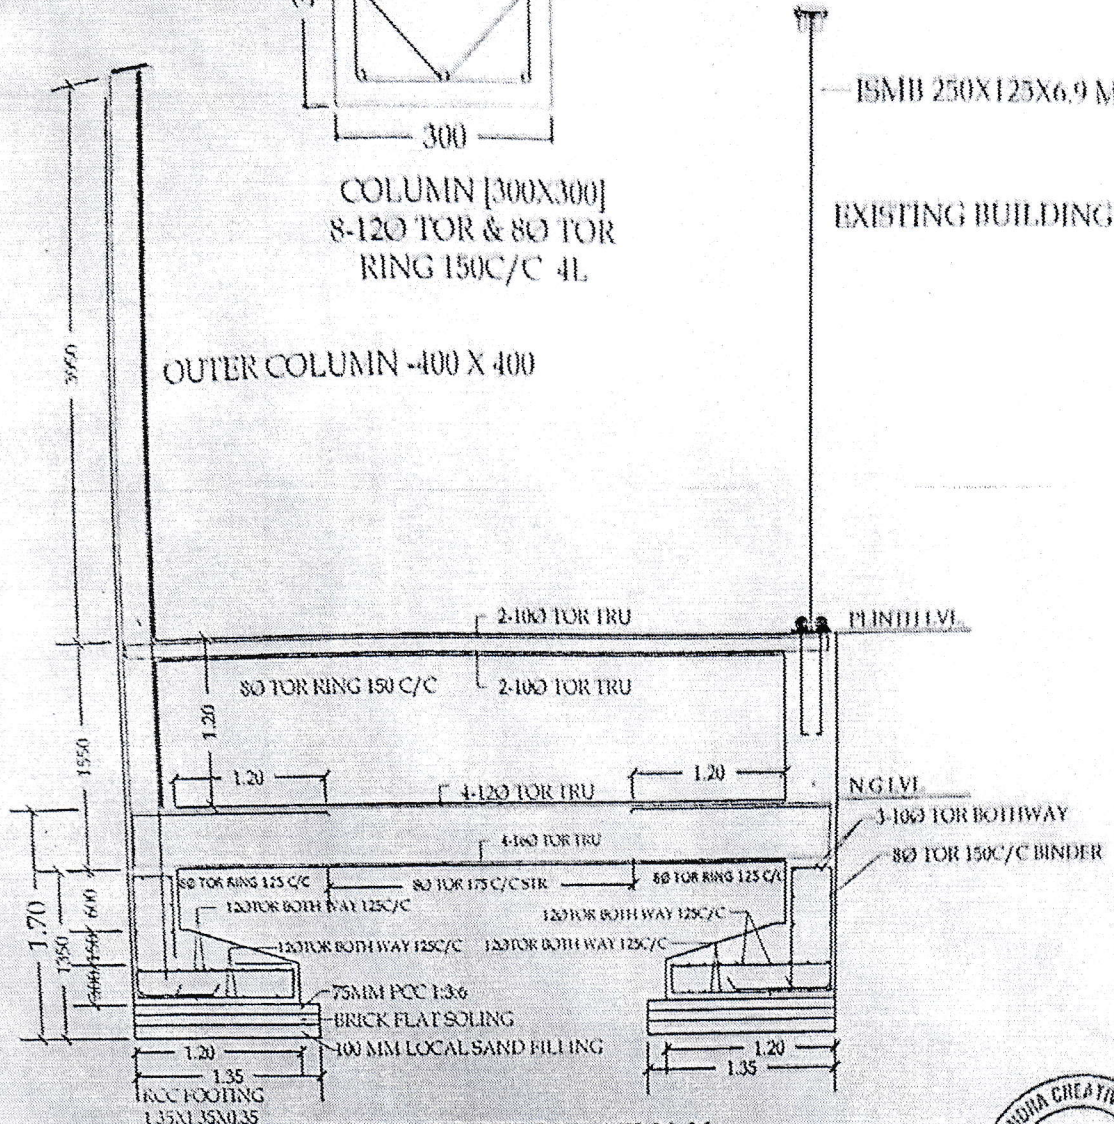 300
ISMB 250X125X6.9 M
COLUMN [300X300]
8-12Ø TOR & 8Ø TOR
RING 150C/C 4L
EXISTING BUILDING
OUTER COLUMN -400 X 400
3950
2-10Ø TOR TRU
PLINTH LVL
8Ø TOR RING 150 C/C
2-10Ø TOR TRU
1.20
1550
1.20
1.20
4-12Ø TOR TRU
N G LVL
3-10Ø TOR BOTHWAY
4-16Ø TOR TRU
8Ø TOR 150C/C BINDER
8Ø TOR RING 125 C/C
8Ø TOR 175 C/C STR
8Ø TOR RING 125 C/C
1.70
1350
600
150
300
12Ø TOR BOTH WAY 125C/C
12Ø TOR BOTH WAY 125C/C
12Ø TOR BOTH WAY 125C/C
12Ø TOR BOTH WAY 125C/C
75MM PCC 1:3:6
BRICK FLAT SOLING
100 MM LOCAL SAND FILLING
1.20
1.35
1.20
1.35
RCC FOOTING
1.35X1.35X0.35
NDHA CREATIV